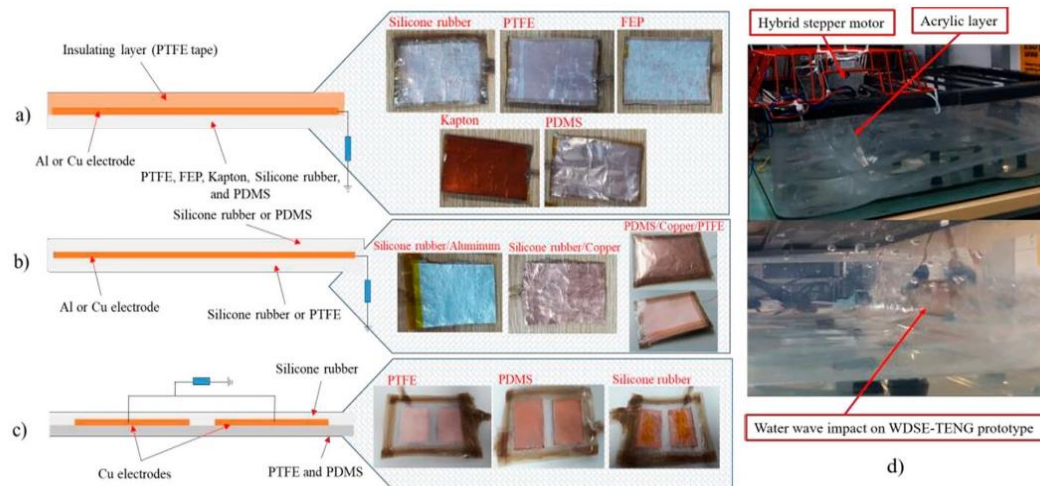 Silicone rubber
PTFE
FEP
Insulating layer (PTFE tape)
a)
Al or Cu electrode
PTFE, FEP, Kapton, Silicone rubber,
and PDMS
Kapton
PDMS
Silicone rubber or PDMS
b)
Al or Cu electrode
Silicone rubber or PTFE
Silicone rubber/Aluminum
Silicone rubber/Copper
PDMS/Copper/PTFE
c)
Silicone rubber
Cu electrodes
PTFE and PDMS
PTFE
PDMS
Silicone rubber
Hybrid stepper motor
Acrylic layer
Water wave impact on WDSE-TENG prototype
d)